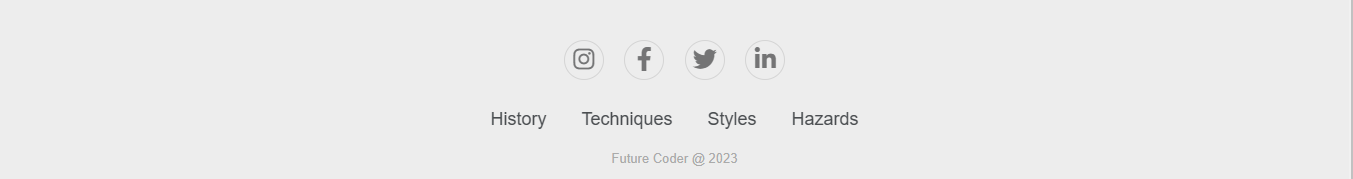 History Techniques Styles Hazards
Future Coder @ 2023